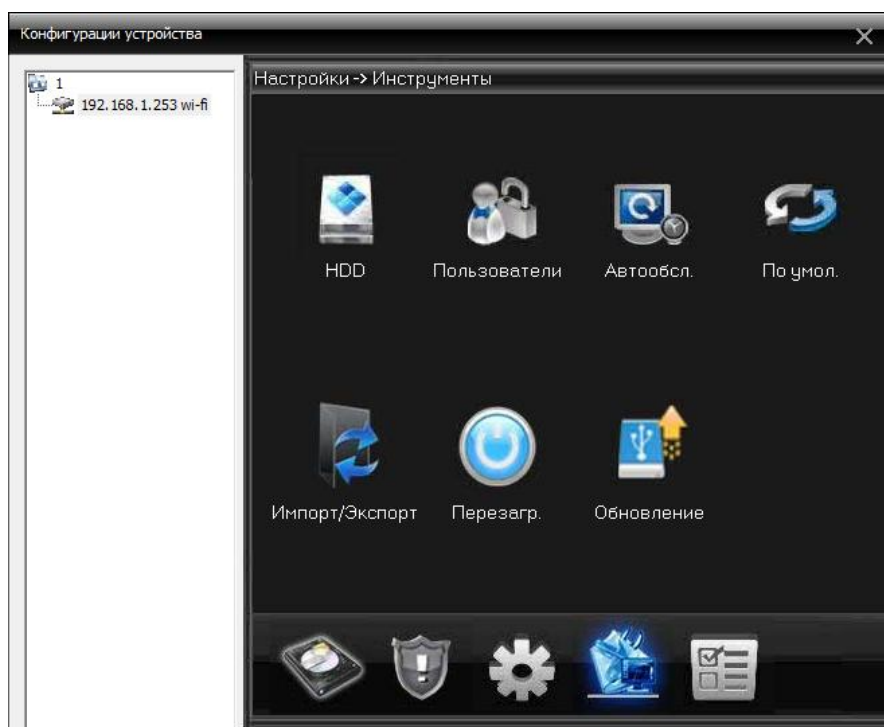 Конфигурации устройства
1
192.168.1.253 wi-fi
Настройки -> Инструменты
HDD
Пользователи
Автообсл.
По умол.
Импорт/Экспорт
Перезагр.
Обновление